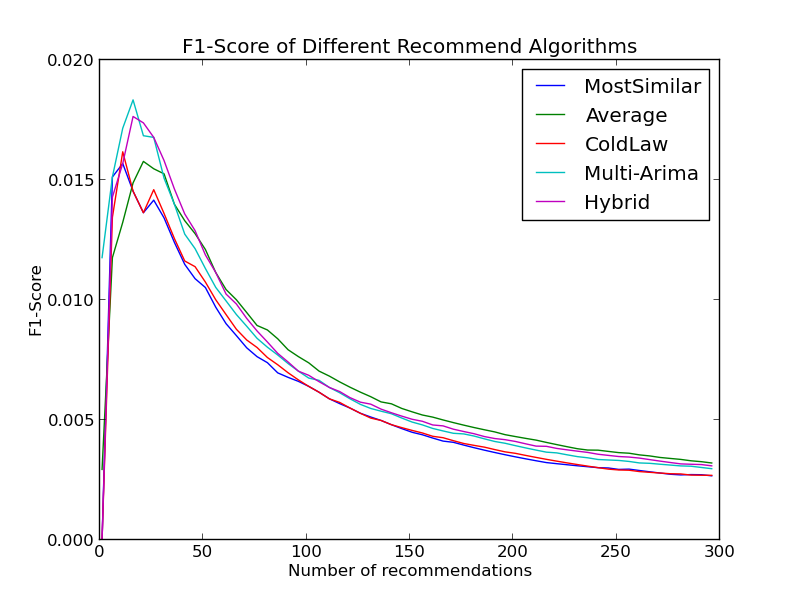 F1-Score of Different Recommend Algorithms
0.020
0.015
0.010
0.005
0.000
F1-Score
MostSimilar
Average
ColdLaw
Multi-Arima
Hybrid
0 50 100 150 200 250 300
Number of recommendations